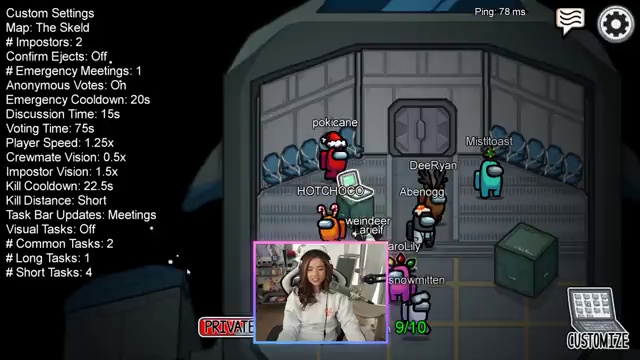 Custom Settings
Map: The Skeld
# Impostors: 2
Confirm Ejects: Off
# Emergency Meetings: 1
Anonymous Votes: On
Emergency Cooldown: 20s
Discussion Time: 15s
Voting Time: 75s
Player Speed: 1.25x
Crewmate Vision: 0.5x
Impostor Vision: 1.5x
Kill Cooldown: 22.5s
Kill Distance: Short
Task Bar Updates: Meetings
Visual Tasks: Off
# Common Tasks: 2
# Long Tasks: 1
# Short Tasks: 4
Ping: 78 ms
pokicane
Mistitoast
DeeRyan
HOTCHOCO
Abenogg
weindeer
arielf
aroLily
snowmitten
PRIVATE
9/10
CUSTOMIZE